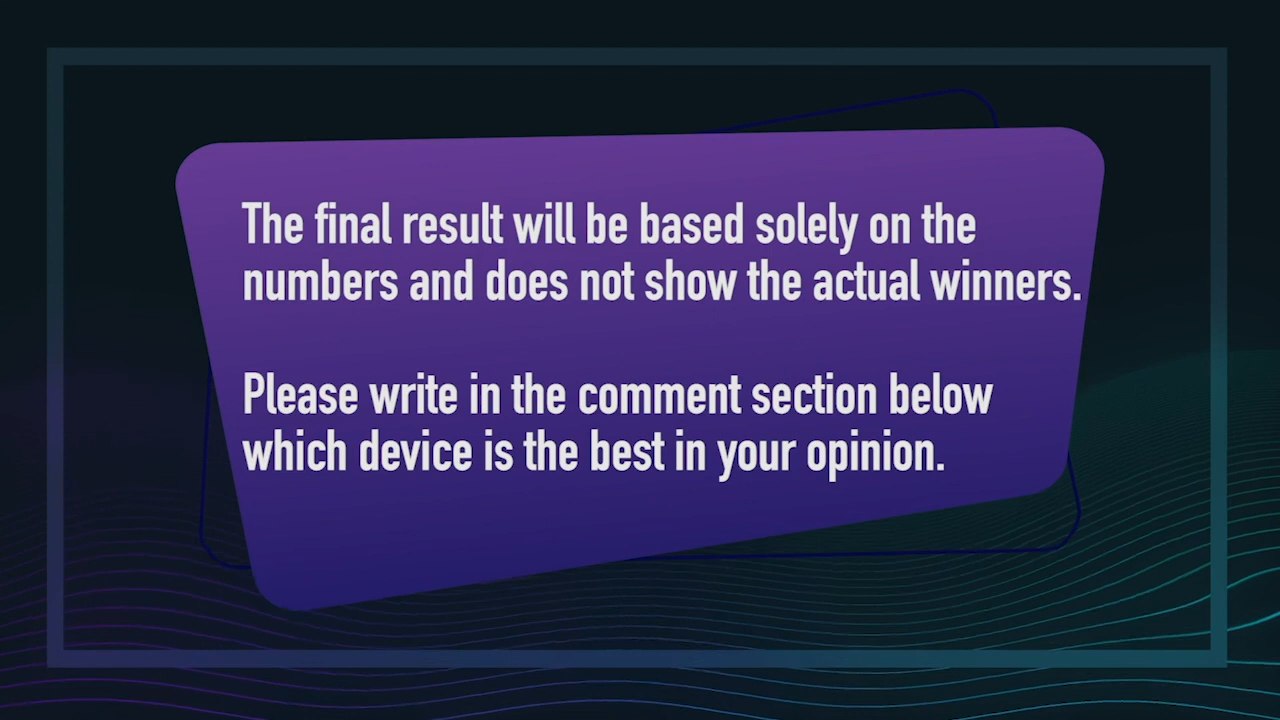 The final result will be based solely on the
numbers and does not show the actual winners.
Please write in the comment section below
which device is the best in your opinion.